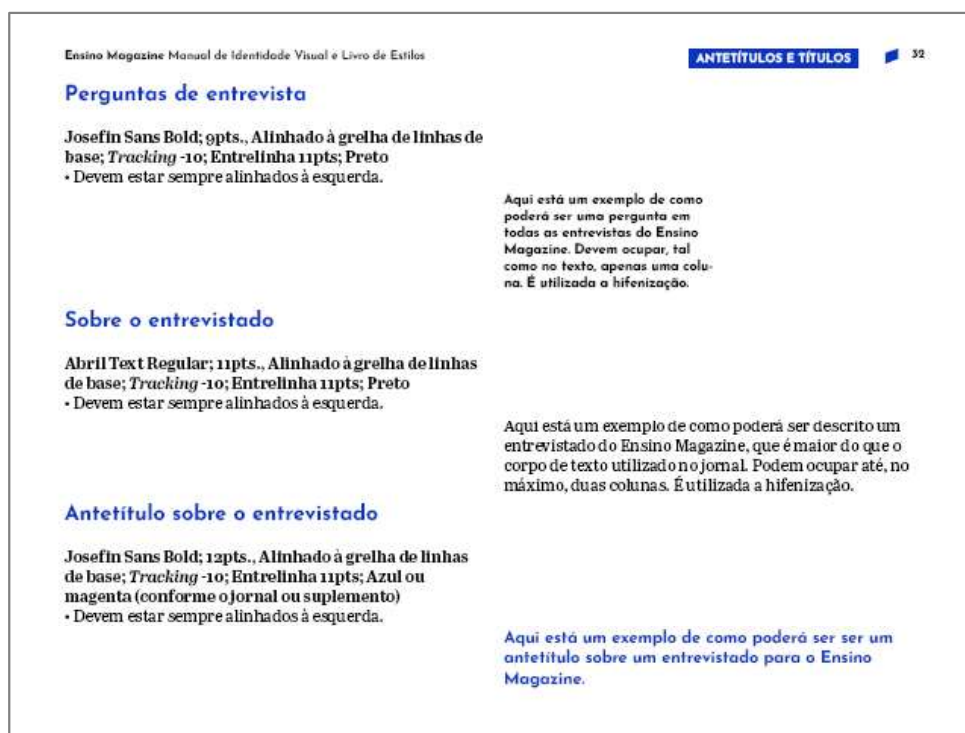 Ensino Magazine Manual de Identidade Visual e Livro de Estilos
ANTETÍTULOS E TÍTULOS
32
Perguntas de entrevista
Josefin Sans Bold; 9pts., Alinhado à grelha de linhas de
base; Tracking -10; Entrelinha 11pts; Preto
• Devem estar sempre alinhados à esquerda.
Aqui está um exemplo de como
poderá ser uma pergunta em
todas as entrevistas do Ensino
Magazine. Devem ocupar, tal
como no texto, apenas uma colu-
na. É utilizada a hifenização.
Sobre o entrevistado
Abril Text Regular; 11pts., Alinhado à grelha de linhas
de base; Tracking -10; Entrelinha 11pts; Preto
• Devem estar sempre alinhados à esquerda.
Aqui está um exemplo de como poderá ser descrito um
entrevistado do Ensino Magazine, que é maior do que o
corpo de texto utilizado no jornal. Podem ocupar até, no
máximo, duas colunas. É utilizada a hifenização.
Antetítulo sobre o entrevistado
Josefin Sans Bold; 12pts., Alinhado à grelha de linhas
de base; Tracking -10; Entrelinha 11pts; Azul ou
magenta (conforme o jornal ou suplemento)
• Devem estar sempre alinhados à esquerda.
Aqui está um exemplo de como poderá ser ser um
antetítulo sobre um entrevistado para o Ensino
Magazine.